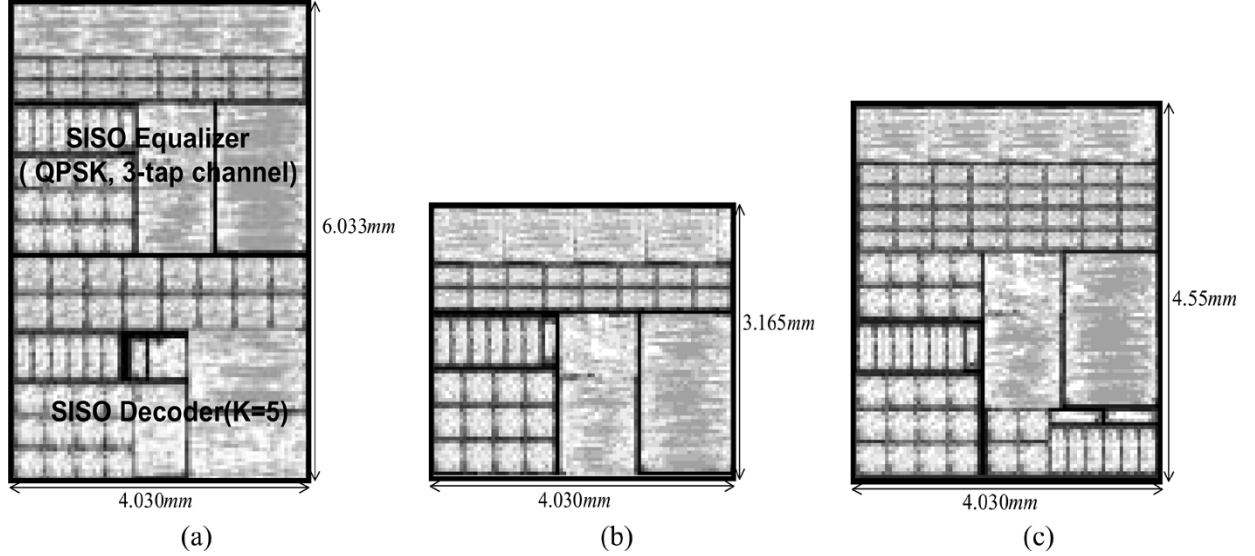 SISO Equalizer
( QPSK, 3-tap channel)
6.033mm
SISO Decoder(K=5)
4.030mm
(a)
3.165mm
4.030mm
(b)
4.55mm
4.030mm
(c)